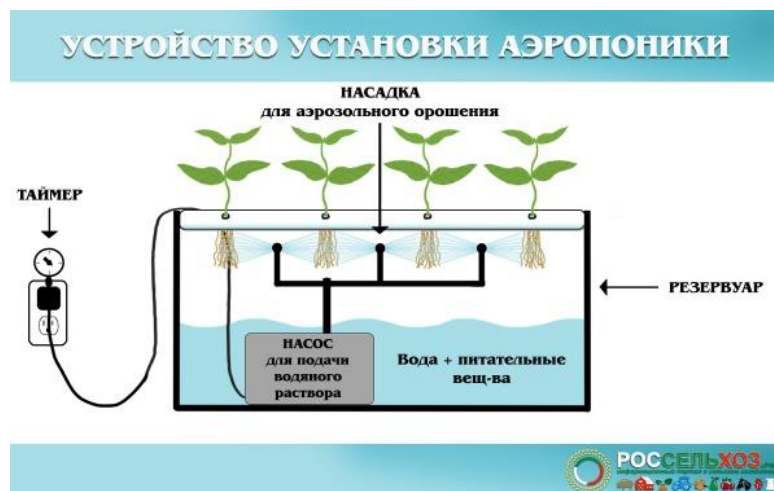 УСТРОЙСТВО УСТАНОВКИ АЭРОПОНИКИ
НАСАДКА
для аэрозольного орошения
ТАЙМЕР
РЕЗЕРВУАР
НАСОС
для подачи
водяного
раствора
Вода + питательные
вещ-ва
РОССЕЛЬХОЗ